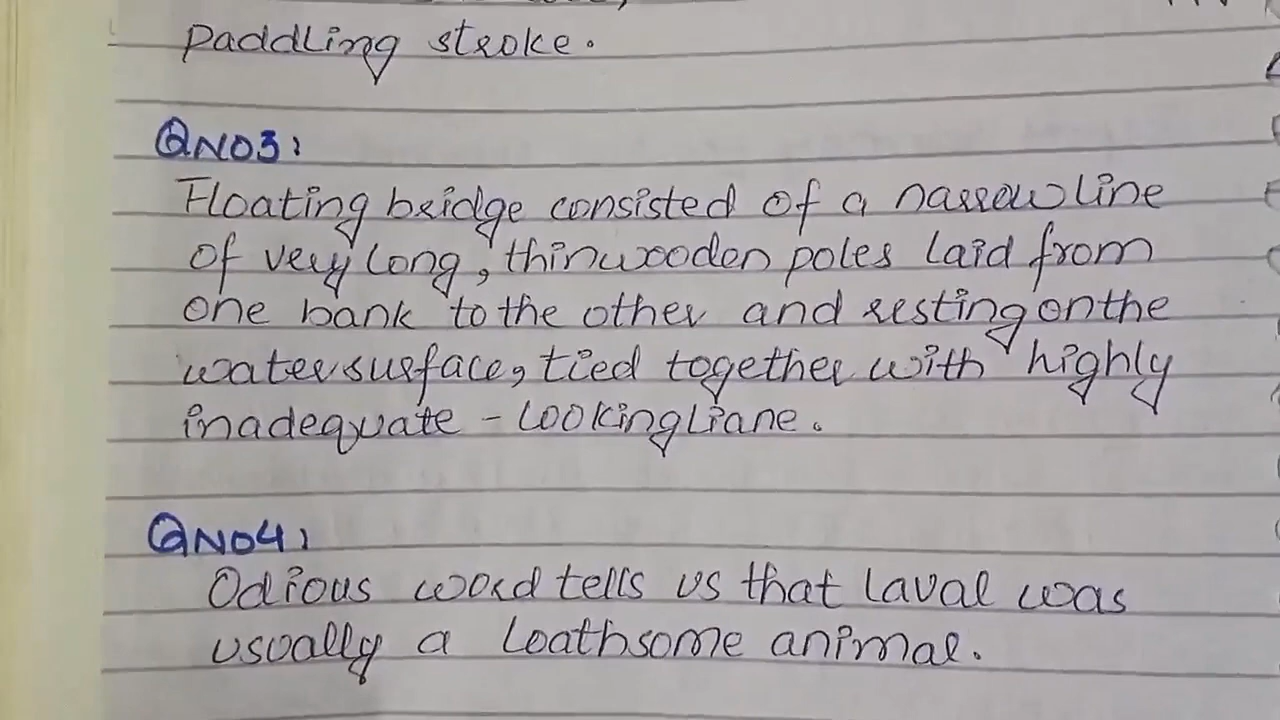 Paddling stroke.
QNO3:
Floating bridge consisted of a narrow line
of very long, thin wooden poles laid from
one bank to the other and resting on the
water surface, tied together with highly
inadequate - looking liane.
QNO4:
Odious word tells us that laval was
usually a loathsome animal.